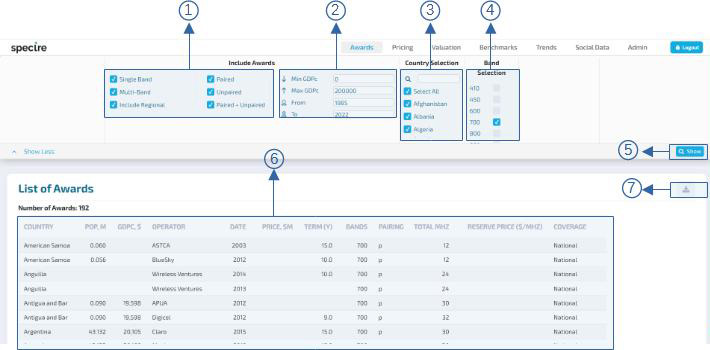 1 2 3 4
specire Awards Pricing Valuation Benchmarks Trends Social Data Admin Logout
Include Awards Country Selection Band Selection
Single Band Paired Min GDPc 0
Multi-Band Unpaired Max GDPc 200000 Select All 410
Include Regional Paired + Unpaired From 1985 Afghanistan 450
To 2022 Albania 600
Algeria 700
800
Show Less 5 Show
6
7
List of Awards
Number of Awards: 192
COUNTRY POP, M GDPC, $ OPERATOR DATE PRICE, $M TERM (Y) BANDS PAIRING TOTAL MHZ RESERVE PRICE ($/MHZ) COVERAGE
American Samoa 0.060 ASTCA 2003 15.0 700 p 12 National
American Samoa 0.056 BlueSky 2012 10.0 700 p 12 National
Anguilla Wireless Ventures 2014 10.0 700 p 24 National
Anguilla Wireless Ventures 2013 700 p 24 National
Antigua and Bar 0.090 19,598 APUA 2012 700 p 30 National
Antigua and Bar 0.090 19,598 Digicel 2012 9.0 700 p 32 National
Argentina 43.132 20,105 Claro 2015 15.0 700 p 30 National